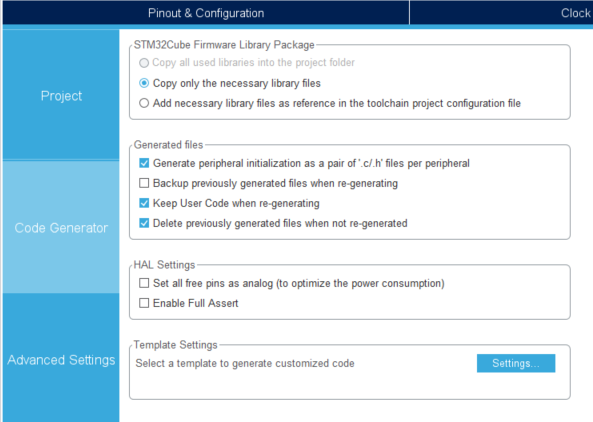 Pinout & Configuration
Clock
Project
Code Generator
Advanced Settings
STM32Cube Firmware Library Package
Copy all used libraries into the project folder
Copy only the necessary library files
Add necessary library files as reference in the toolchain project configuration file
Generated files
Generate peripheral initialization as a pair of '.c/.h' files per peripheral
Backup previously generated files when re-generating
Keep User Code when re-generating
Delete previously generated files when not re-generated
HAL Settings
Set all free pins as analog (to optimize the power consumption)
Enable Full Assert
Template Settings
Select a template to generate customized code
Settings...